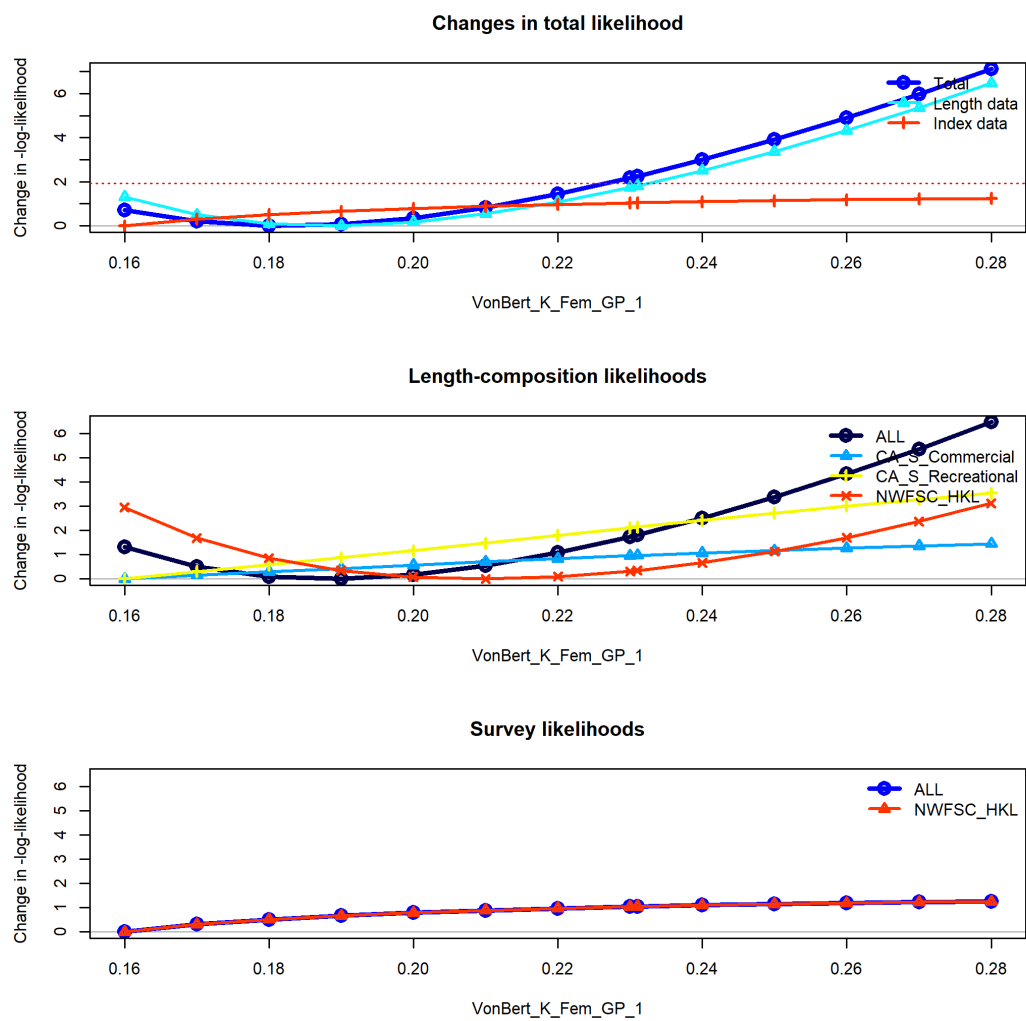 Changes in total likelihood
Change in -log-likelihood
6
4
2
0
Total
Length data
Index data
0.16 0.18 0.20 0.22 0.24 0.26 0.28
VonBert_K_Fem_GP_1
Length-composition likelihoods
Change in -log-likelihood
6
5
4
3
2
1
0
ALL
CA_S_Commercial
CA_S_Recreational
NWFSC_HKL
0.16 0.18 0.20 0.22 0.24 0.26 0.28
VonBert_K_Fem_GP_1
Survey likelihoods
Change in -log-likelihood
6
5
4
3
2
1
0
ALL
NWFSC_HKL
0.16 0.18 0.20 0.22 0.24 0.26 0.28
VonBert_K_Fem_GP_1